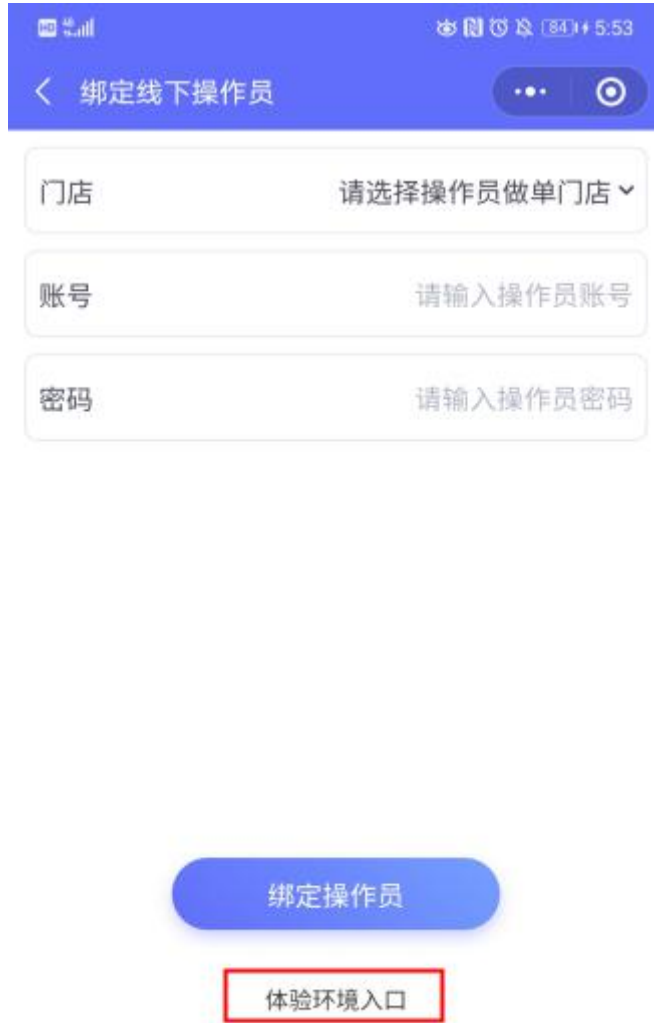 HD 84 5:53
绑定线下操作员
门店 请选择操作员做单门店
账号 请输入操作员账号
密码 请输入操作员密码
绑定操作员
体验环境入口